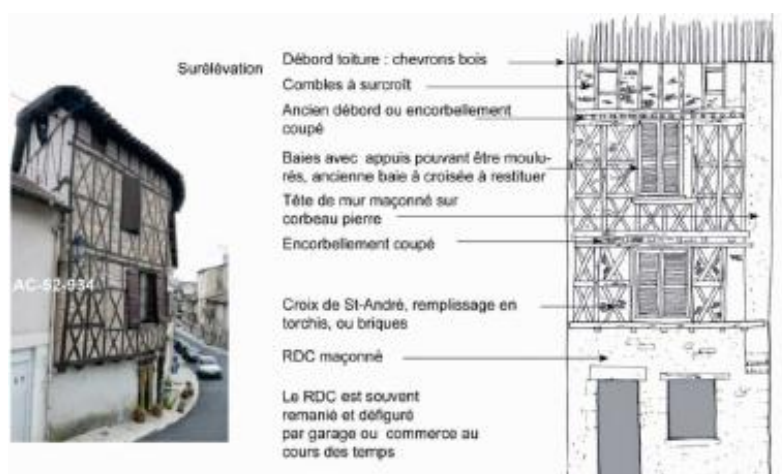 Surélévation
Débord toiture : chevrons bois
Combles à surcroît
Ancien débord ou encorbellement
coupé
Baies avec appuis pouvant être moulu-
rés, ancienne baie à croisée à restituer
Tête de mur maçonné sur
corbeau pierre
Encorbellement coupé
AC-52-934
Croix de St-André, remplissage en
torchis, ou briques
RDC maçonné
Le RDC est souvent
remanié et défiguré
par garage ou commerce au
cours des temps